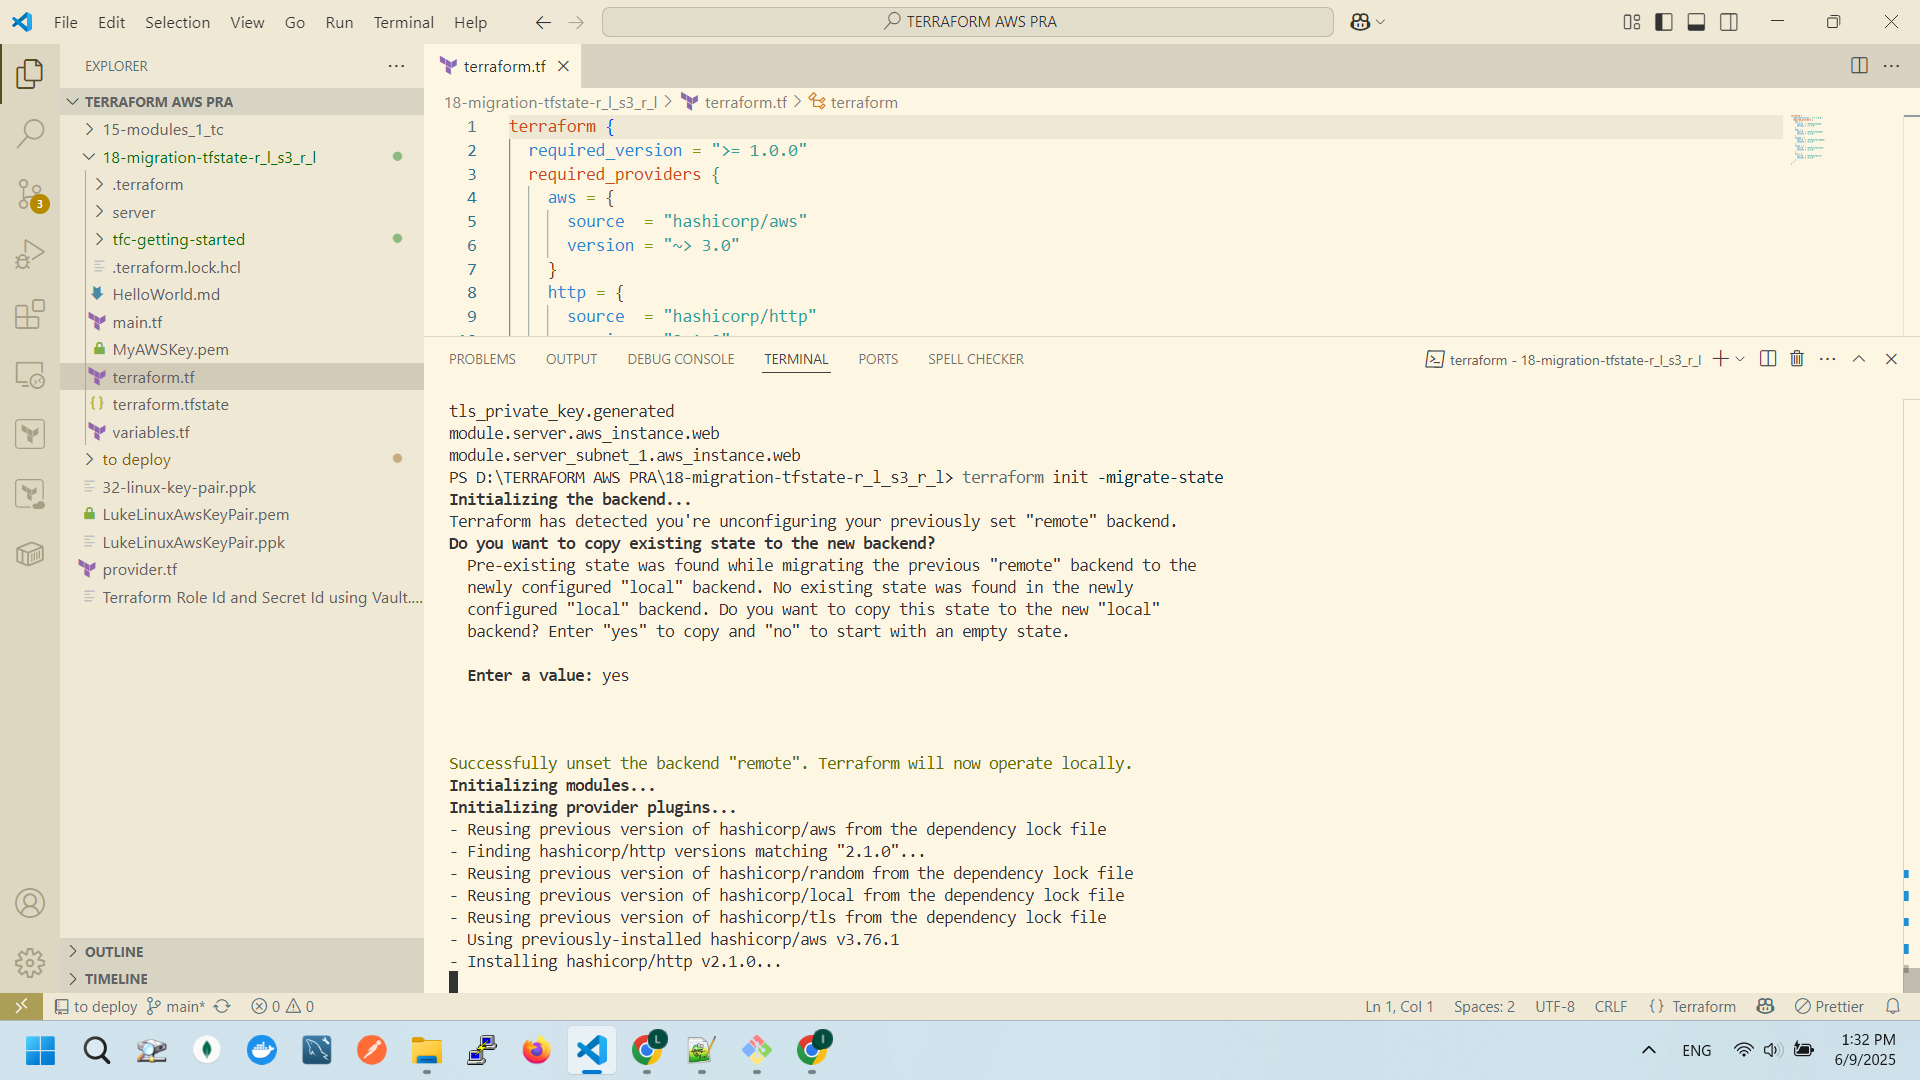 File Edit Selection View Go Run Terminal Help
TERRAFORM AWS PRA
EXPLORER
TERRAFORM AWS PRA
15-modules_1_tc
18-migration-tfstate-r_l_s3_r_l
.terraform
server
tfc-getting-started
.terraform.lock.hcl
HelloWorld.md
main.tf
MyAWSKey.pem
terraform.tf
terraform.tfstate
variables.tf
to deploy
32-linux-key-pair.ppk
LukeLinuxAwsKeyPair.pem
LukeLinuxAwsKeyPair.ppk
provider.tf
Terraform Role Id and Secret Id using Vault....
OUTLINE
TIMELINE
3
terraform.tf
18-migration-tfstate-r_l_s3_r_l > terraform.tf > terraform
1 terraform {
2 required_version = ">= 1.0.0"
3 required_providers {
4 aws = {
5 source = "hashicorp/aws"
6 version = "~> 3.0"
7 }
8 http = {
9 source = "hashicorp/http"
PROBLEMS OUTPUT DEBUG CONSOLE TERMINAL PORTS SPELL CHECKER
terraform - 18-migration-tfstate-r_l_s3_r_l
tls_private_key.generated
module.server.aws_instance.web
module.server_subnet_1.aws_instance.web
PS D:\TERRAFORM AWS PRA\18-migration-tfstate-r_l_s3_r_l> terraform init -migrate-state
Initializing the backend...
Terraform has detected you're unconfiguring your previously set "remote" backend.
Do you want to copy existing state to the new backend?
Pre-existing state was found while migrating the previous "remote" backend to the
newly configured "local" backend. No existing state was found in the newly
configured "local" backend. Do you want to copy this state to the new "local"
backend? Enter "yes" to copy and "no" to start with an empty state.
Enter a value: yes
Successfully unset the backend "remote". Terraform will now operate locally.
Initializing modules...
Initializing provider plugins...
- Reusing previous version of hashicorp/aws from the dependency lock file
- Finding hashicorp/http versions matching "2.1.0"...
- Reusing previous version of hashicorp/random from the dependency lock file
- Reusing previous version of hashicorp/local from the dependency lock file
- Reusing previous version of hashicorp/tls from the dependency lock file
- Using previously-installed hashicorp/aws v3.76.1
- Installing hashicorp/http v2.1.0...
to deploy main* 0 0
Ln 1, Col 1 Spaces: 2 UTF-8 CRLF {} Terraform Prettier
L
I
ENG
1:32 PM
6/9/2025